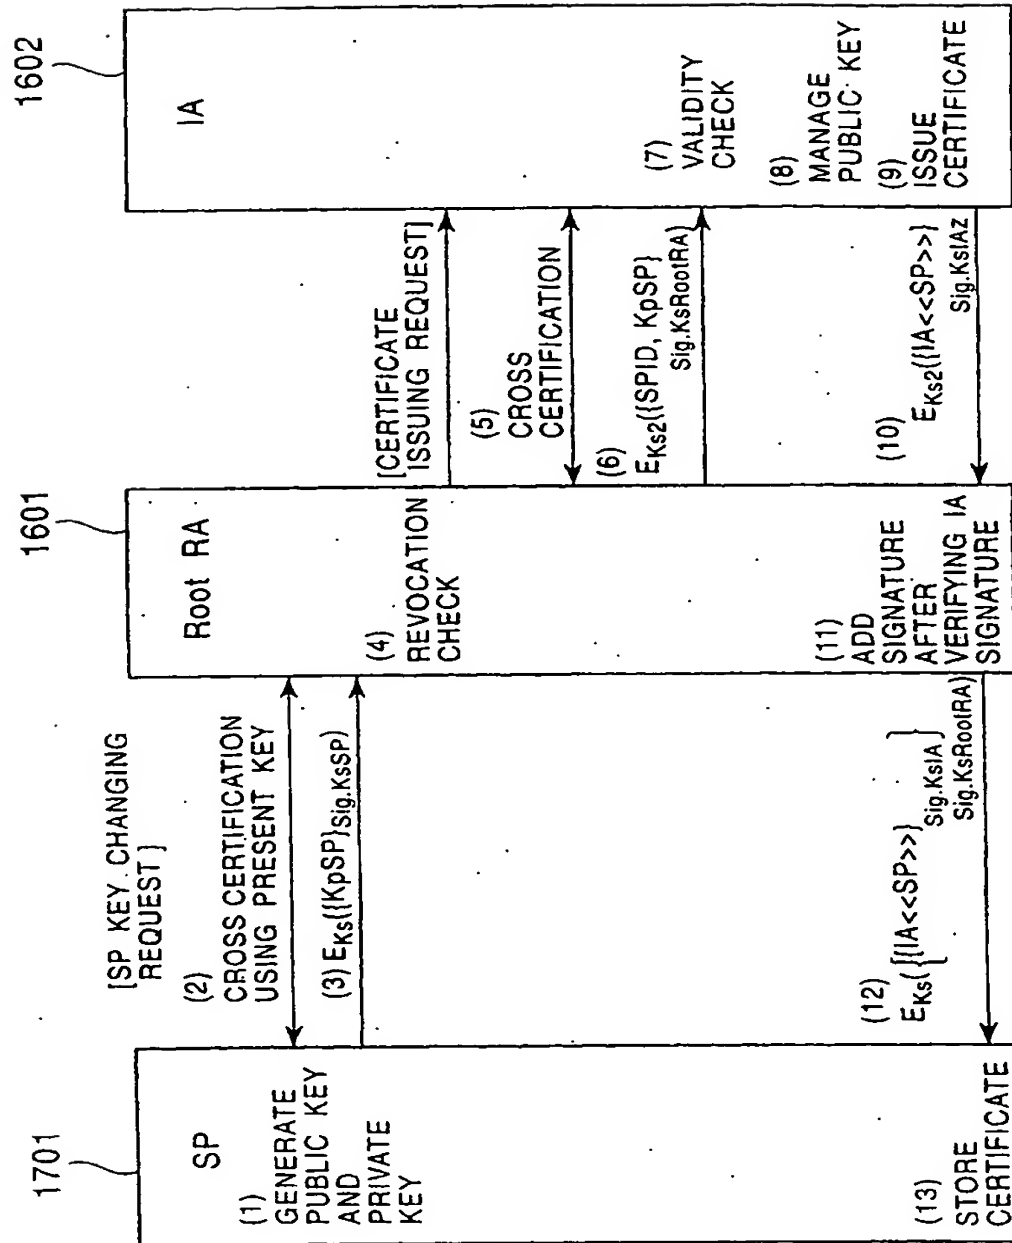 1701
1601
1602
SP
Root RA
IA
(1)
GENERATE
PUBLIC KEY
AND
PRIVATE
KEY
[SP KEY CHANGING
REQUEST]
(2)
CROSS CERTIFICATION
USING PRESENT KEY
(3) EKs({KpSP}Sig.KsSP)
(4)
REVOCATION
CHECK
[CERTIFICATE
ISSUING REQUEST]
(5)
CROSS
CERTIFICATION
(6)
EKs2({SPID, KpSP}
Sig.KsRootRA)
(7)
VALIDITY
CHECK
(8)
MANAGE
PUBLIC KEY
(9)
ISSUE
CERTIFICATE
(10)
EKs2({IA<<SP>>}
Sig.KsIAZ
(11)
ADD
SIGNATURE
AFTER
VERIFYING IA
SIGNATURE
(12)
EKs({{IA<<SP>>}
Sig.KsIA}
Sig.KsRootRA)
(13)
STORE
CERTIFICATE